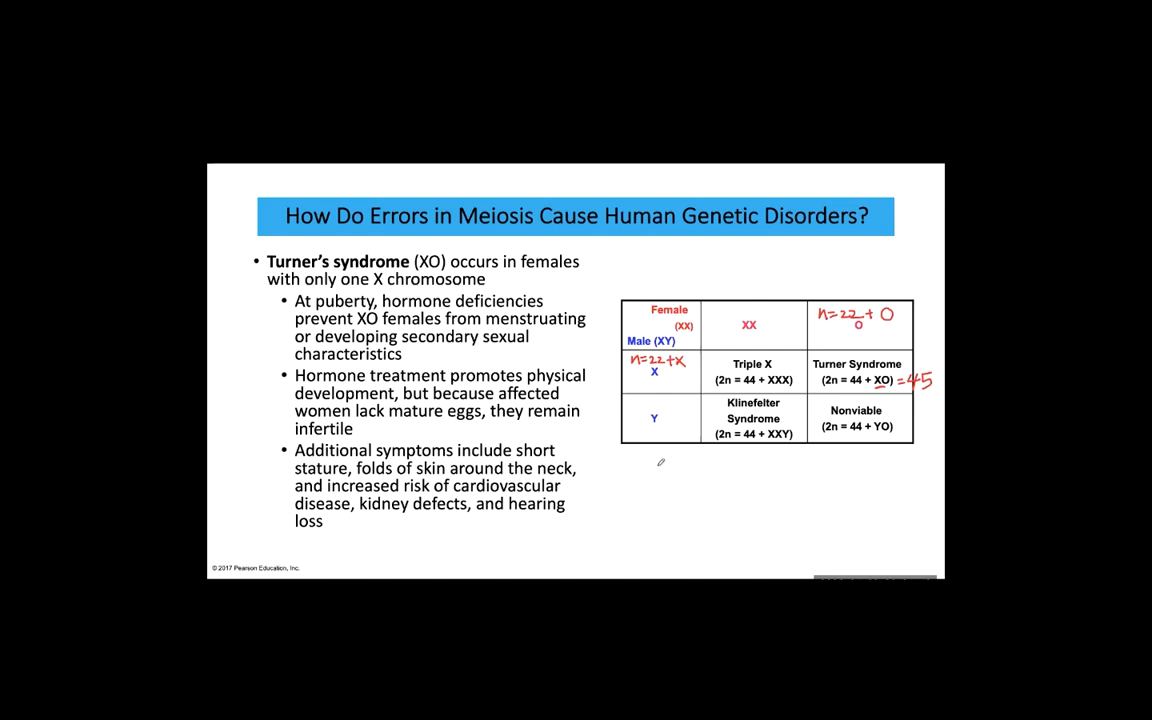 How Do Errors in Meiosis Cause Human Genetic Disorders?
• Turner's syndrome (XO) occurs in females
with only one X chromosome
• At puberty, hormone deficiencies
prevent XO females from menstruating
or developing secondary sexual
characteristics
• Hormone treatment promotes physical
development, but because affected
women lack mature eggs, they remain
infertile
• Additional symptoms include short
stature, folds of skin around the neck,
and increased risk of cardiovascular
disease, kidney defects, and hearing
loss
Female
(XX)
Male (XY)
XX
n=22+ O
O
n=22+x
X
Triple X
(2n = 44 + XXX)
Turner Syndrome
(2n = 44 + XO) =45
Y
Klinefelter
Syndrome
(2n = 44 + XXY)
Nonviable
(2n = 44 + YO)
© 2017 Pearson Education, Inc.